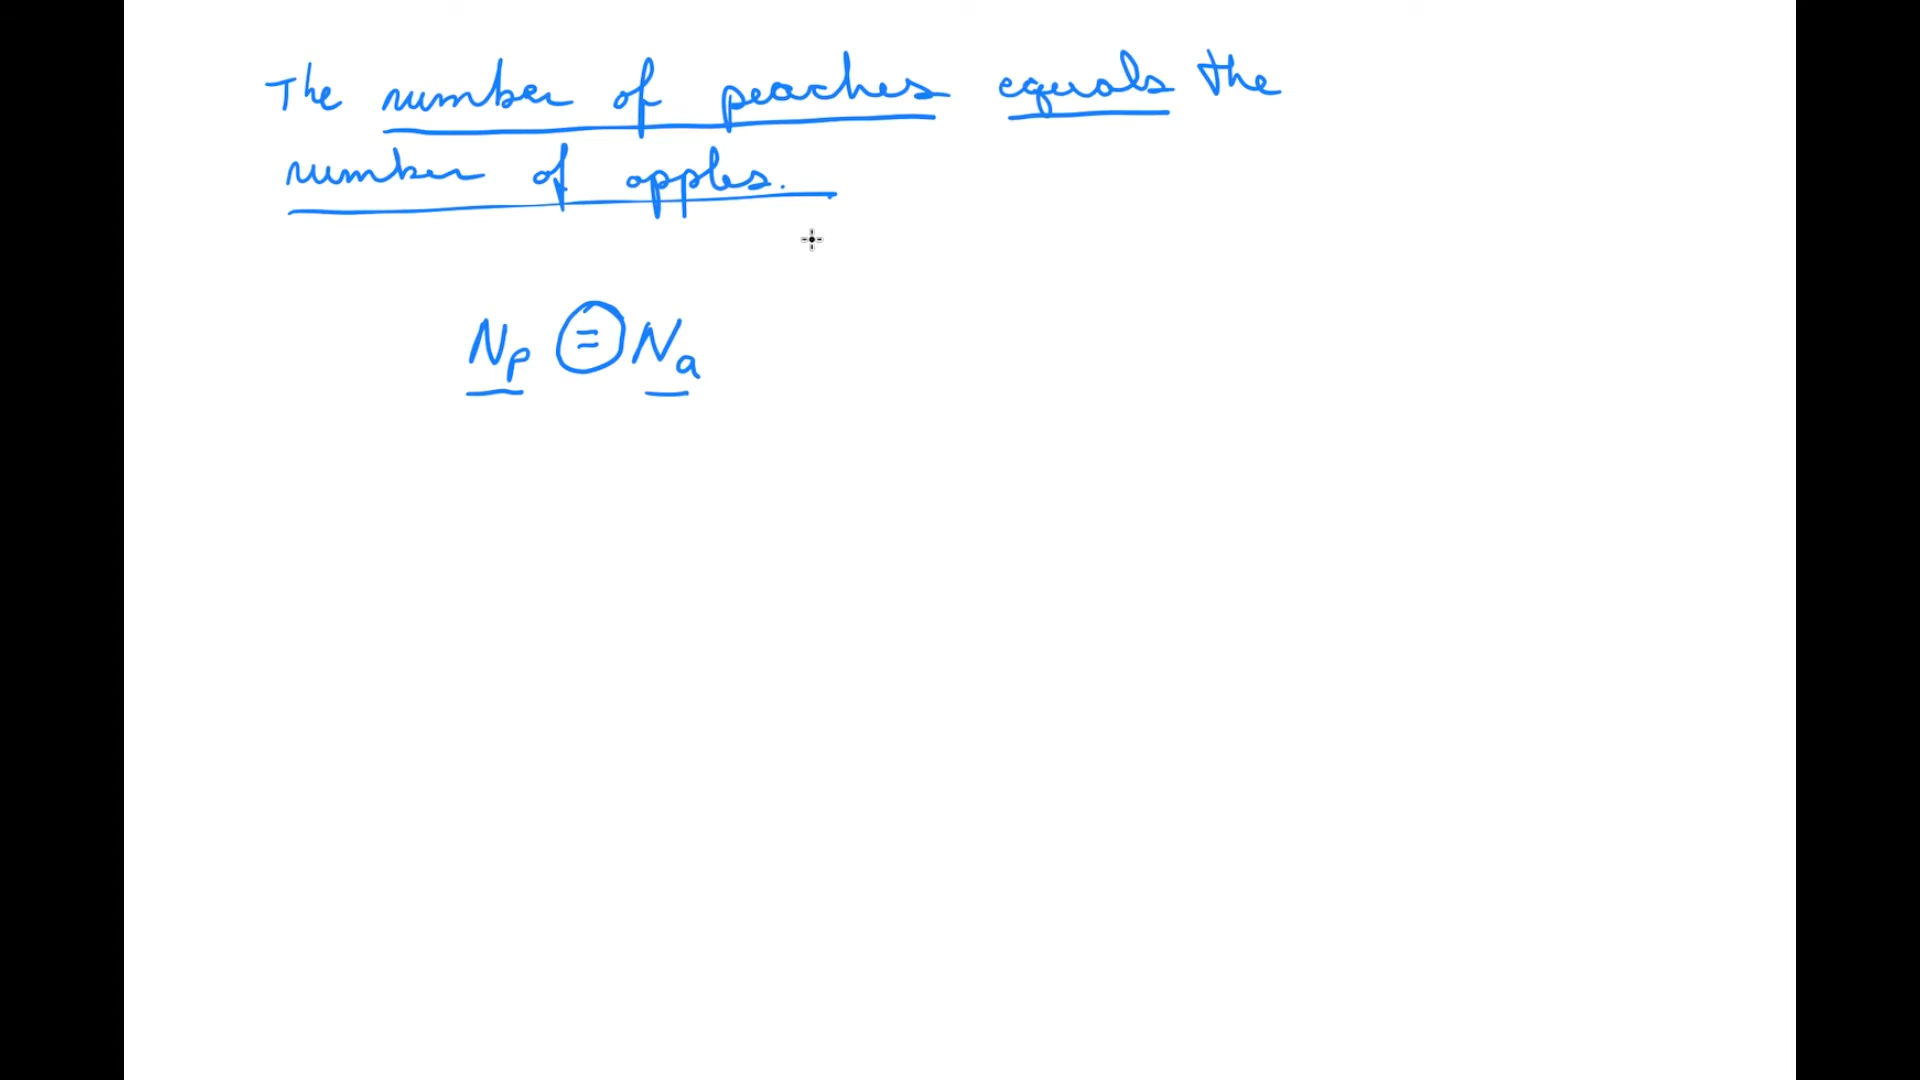 The number of peaches equals the
number of apples.
Np = Na